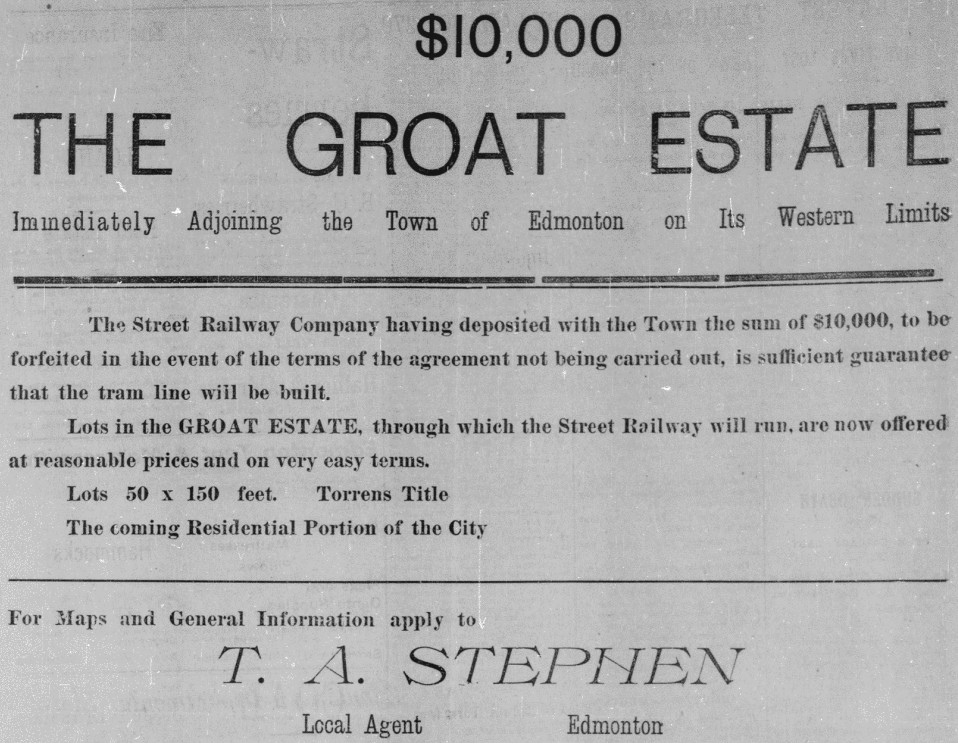 $10,000
THE GROAT ESTATE
Immediately Adjoining the Town of Edmonton on Its Western Limits
The Street Railway Company having deposited with the Town the sum of $10,000, to be
forfeited in the event of the terms of the agreement not being carried out, is sufficient guarantee
that the tram line will be built.
Lots in the GROAT ESTATE, through which the Street Railway will run, are now offered
at reasonable prices and on very easy terms.
Lots 50 x 150 feet. Torrens Title
The coming Residential Portion of the City
For Maps and General Information apply to
T. A. STEPHEN
Local Agent Edmonton